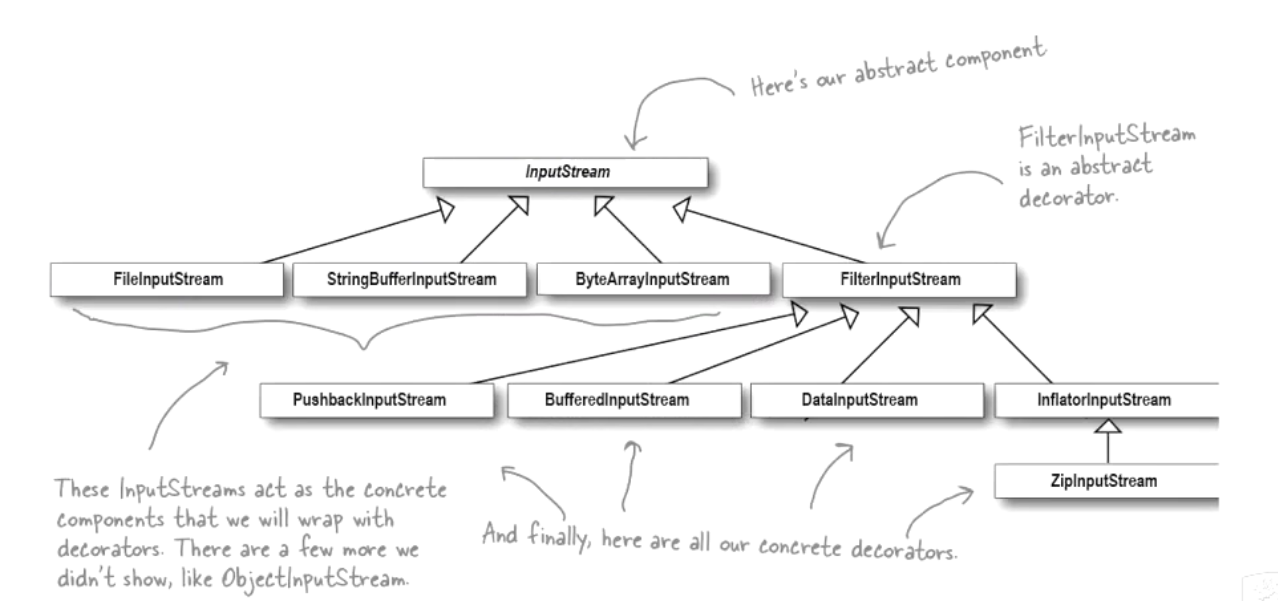 Here's our abstract component
FilterInputStream
is an abstract
decorator.
InputStream
FileInputStream
StringBufferInputStream
ByteArrayInputStream
FilterInputStream
PushbackInputStream
BufferedInputStream
DataInputStream
InflatorInputStream
ZipInputStream
These InputStreams act as the concrete
components that we will wrap with
decorators. There are a few more we
didn't show, like ObjectInputStream.
And finally, here are all our concrete decorators.